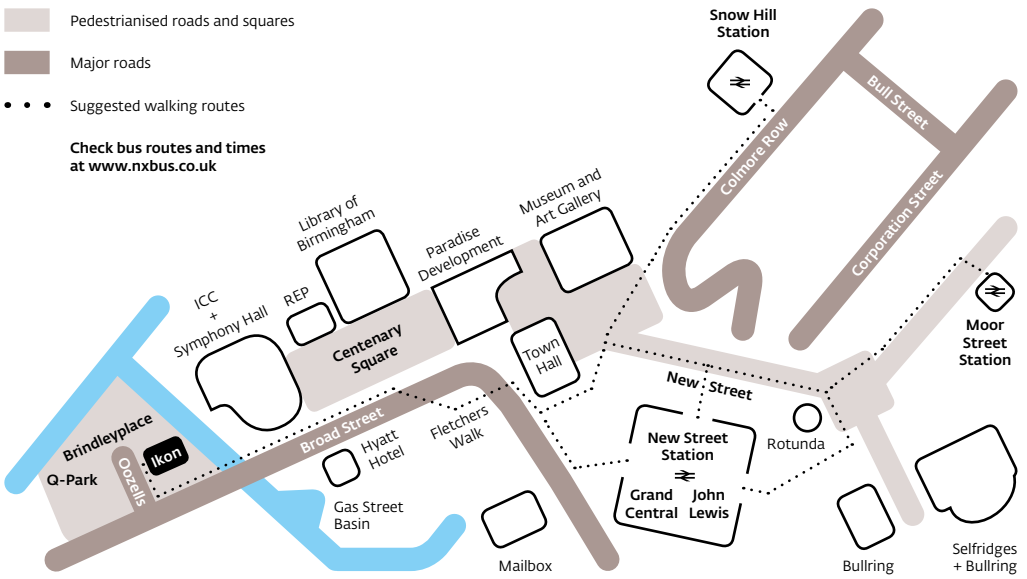 Pedestrianised roads and squares
Major roads
Suggested walking routes
Check bus routes and times
at www.nxbus.co.uk
Snow Hill
Station
Bull Street
Colmore Row
Corporation Street
Museum and
Art Gallery
Library of
Birmingham
Paradise
Development
REP
ICC
+
Symphony Hall
Centenary
Square
Town
Hall
Moor
Street
Station
New Street
Brindleyplace
Ikon
Q-Park
Oozells
Broad Street
Hyatt
Hotel
Fletchers
Walk
Gas Street
Basin
Mailbox
New Street
Station
Grand
Central
John
Lewis
Rotunda
Bullring
Selfridges
+ Bullring